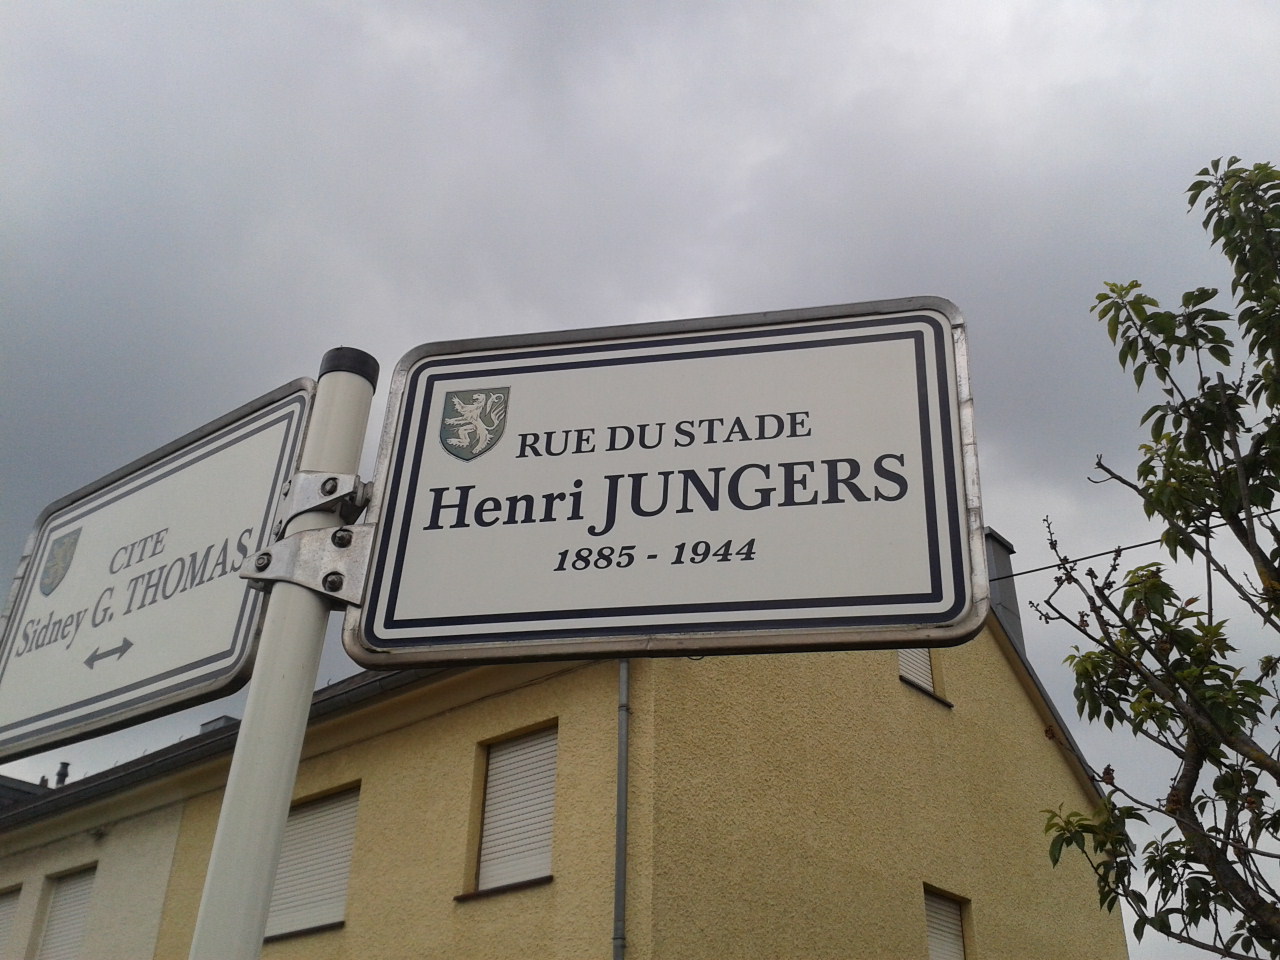 CITE
Sidney G. THOMAS
RUE DU STADE
Henri JUNGERS
1885 - 1944